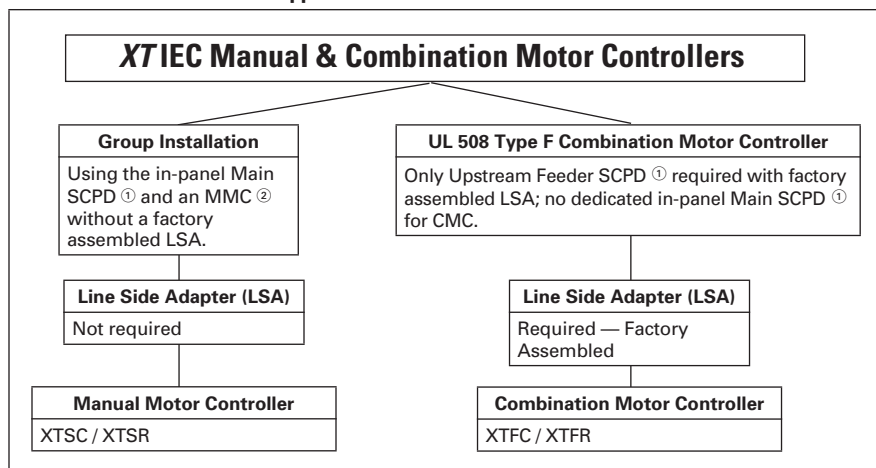 XT IEC Manual & Combination Motor Controllers
Group Installation
Using the in-panel Main
SCPD ① and an MMC ②
without a factory
assembled LSA.
UL 508 Type F Combination Motor Controller
Only Upstream Feeder SCPD ① required with factory
assembled LSA; no dedicated in-panel Main SCPD ①
for CMC.
Line Side Adapter (LSA)
Not required
Line Side Adapter (LSA)
Required — Factory
Assembled
Manual Motor Controller
XTSC / XTSR
Combination Motor Controller
XTFC / XTFR